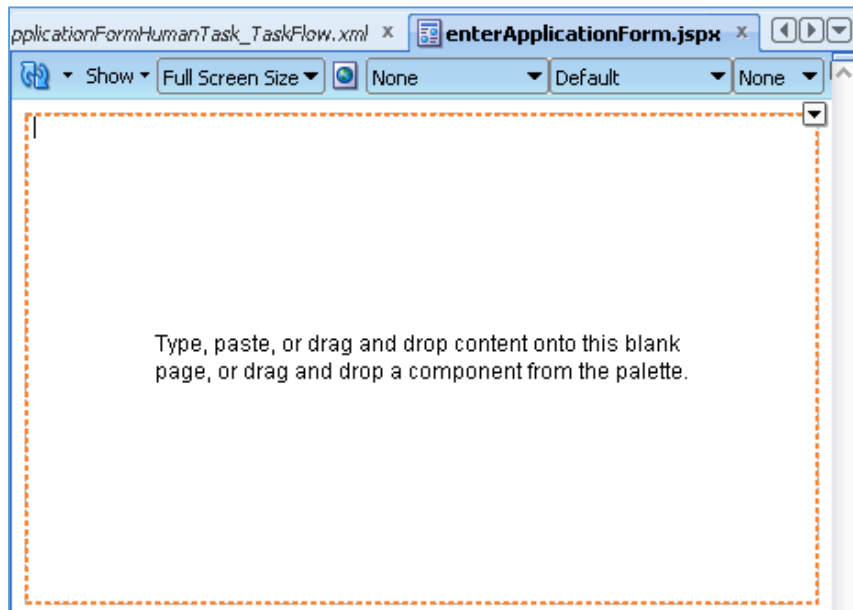 pplicationFormHumanTask_TaskFlow.xml x enterApplicationForm.jspx x
Show Full Screen Size None Default None
Type, paste, or drag and drop content onto this blank
page, or drag and drop a component from the palette.